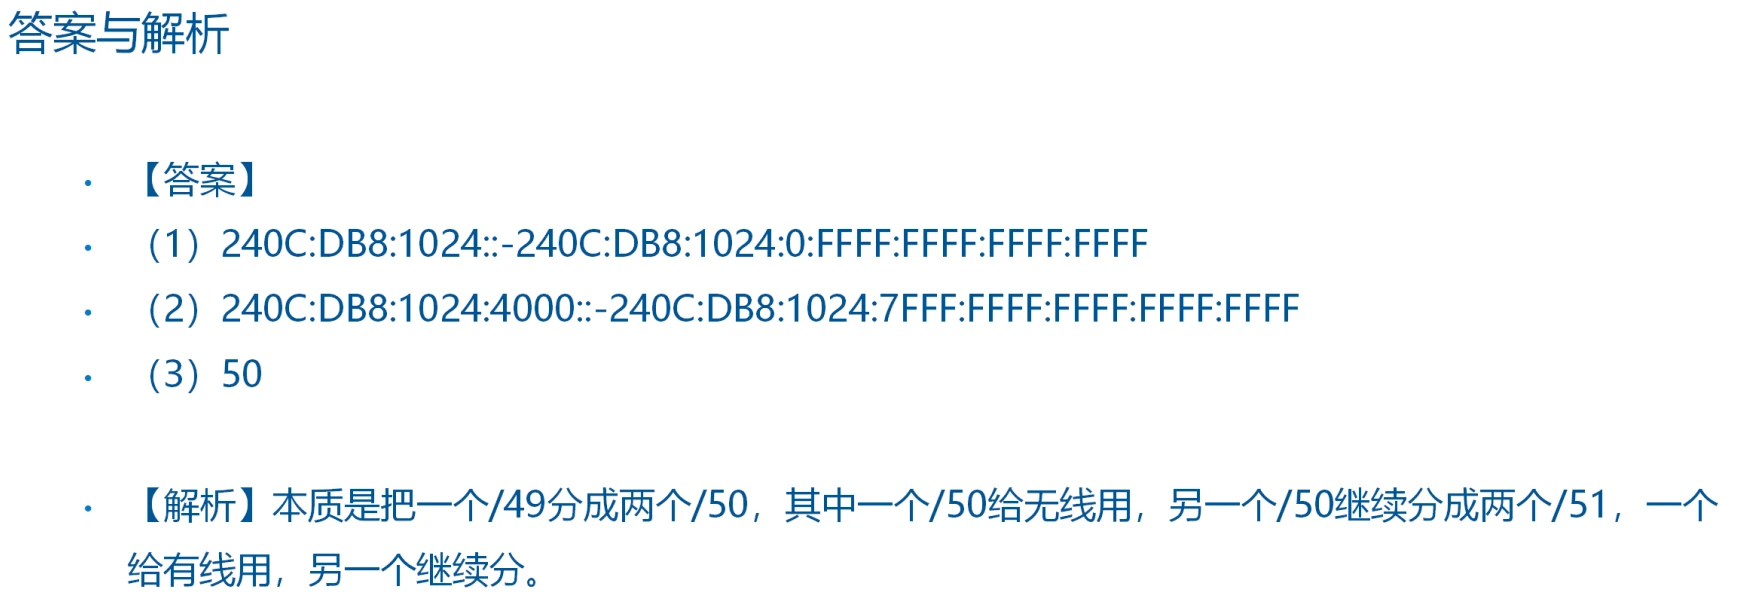 答案与解析
• 【答案】
• （1）240C:DB8:1024::-240C:DB8:1024:0:FFFF:FFFF:FFFF:FFFF
• （2）240C:DB8:1024:4000::-240C:DB8:1024:7FFF:FFFF:FFFF:FFFF:FFFF
• （3）50
• 【解析】本质是把一个/49分成两个/50，其中一个/50给无线用，另一个/50继续分成两个/51，一个
给有线用，另一个继续分。